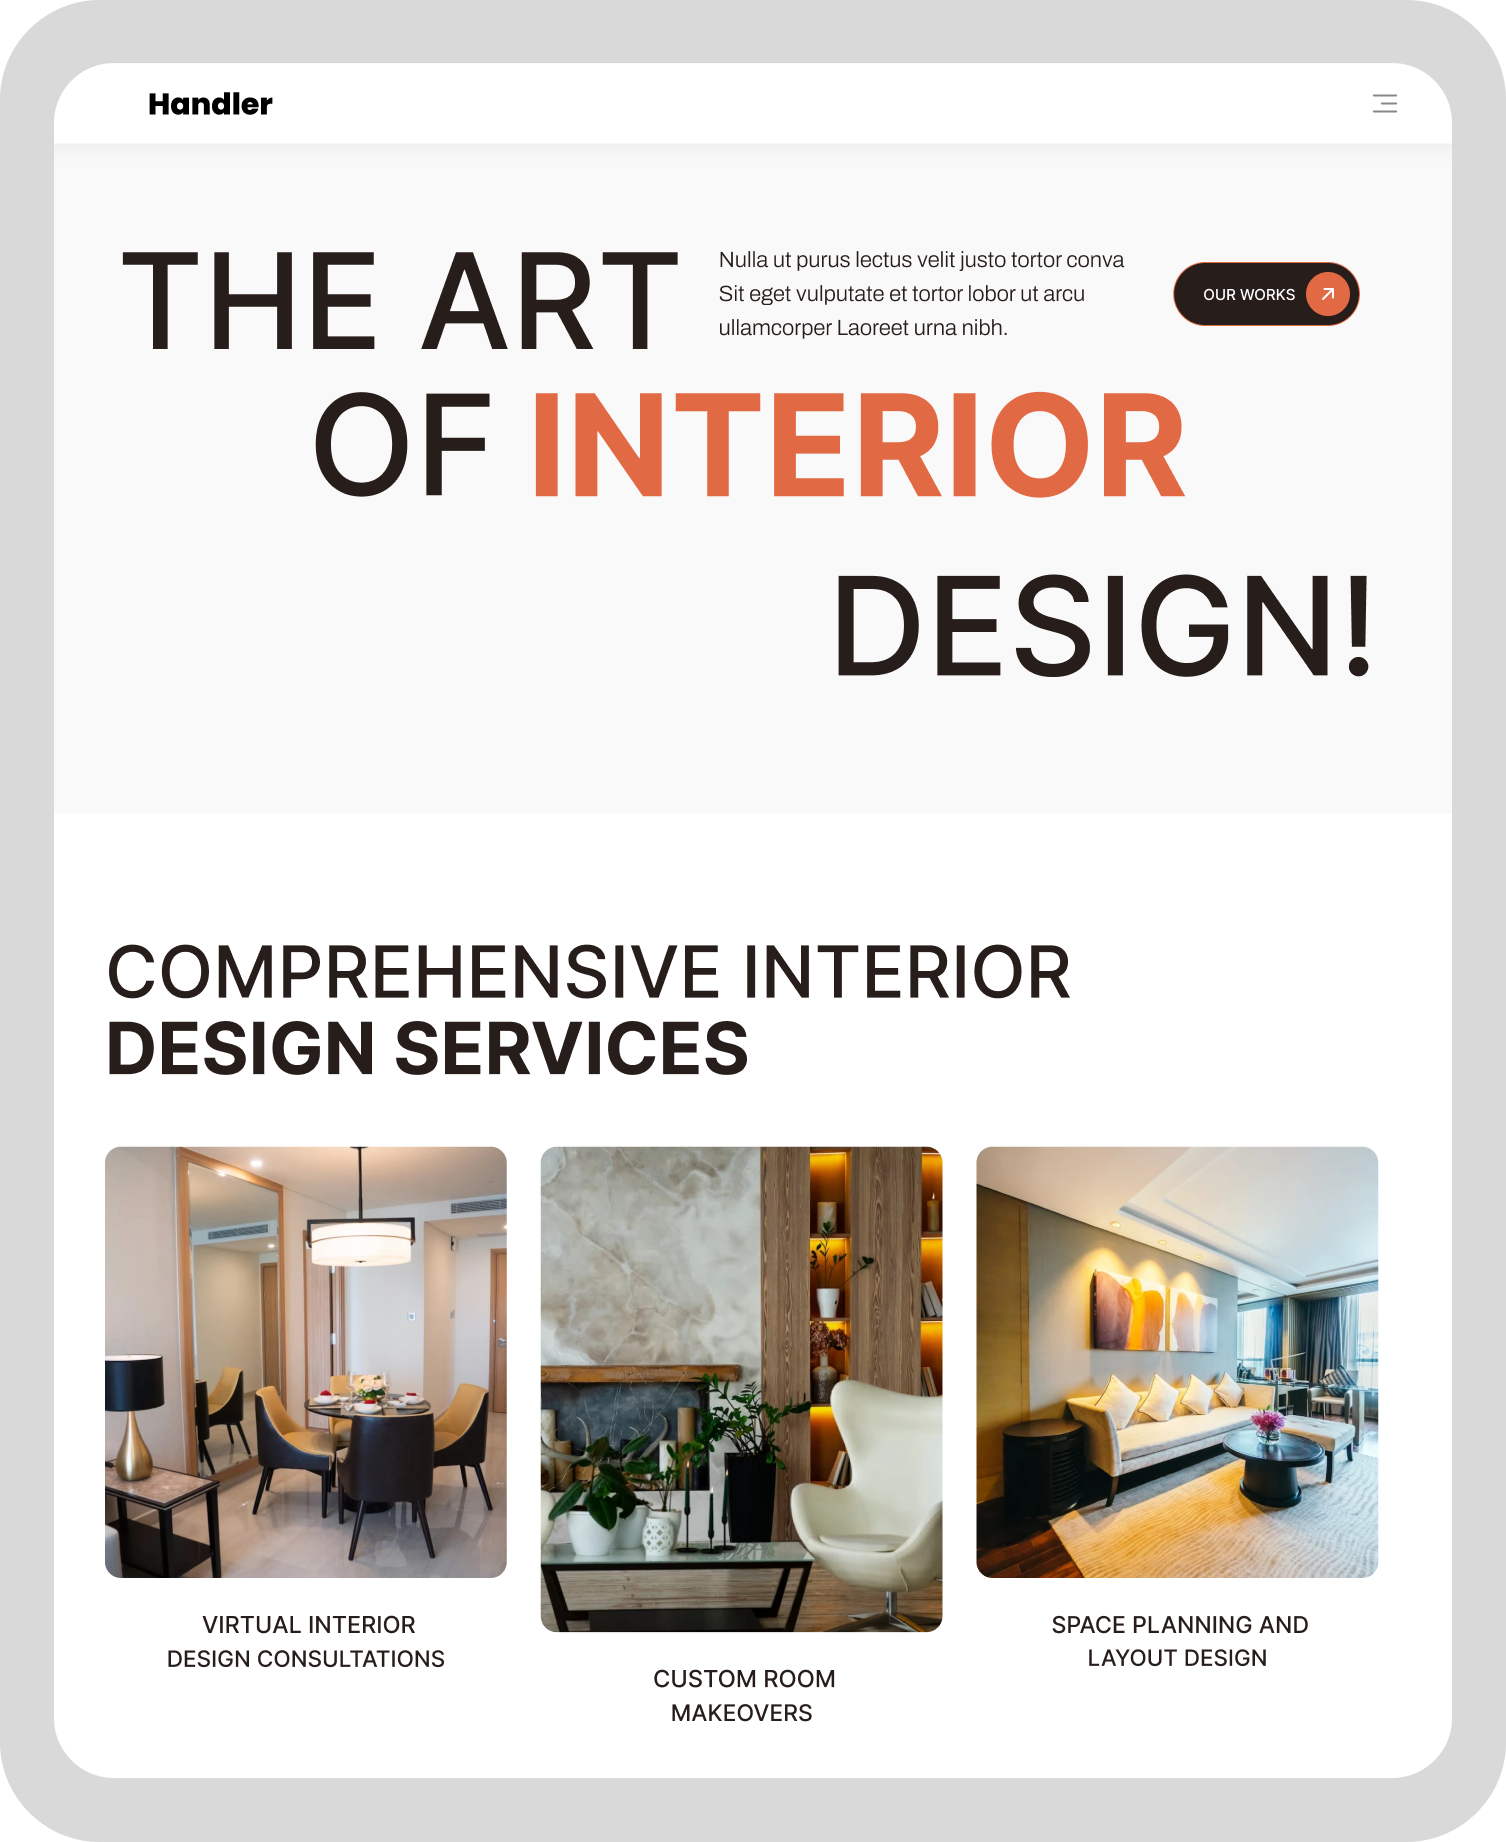 Handler
THE ART
Nulla ut purus lectus velit justo tortor conva
Sit eget vulputate et tortor lobor ut arcu
ullamcorper Laoreet urna nibh.
OUR WORKS
OF INTERIOR
DESIGN!
COMPREHENSIVE INTERIOR
DESIGN SERVICES
VIRTUAL INTERIOR
DESIGN CONSULTATIONS
CUSTOM ROOM
MAKEOVERS
SPACE PLANNING AND
LAYOUT DESIGN